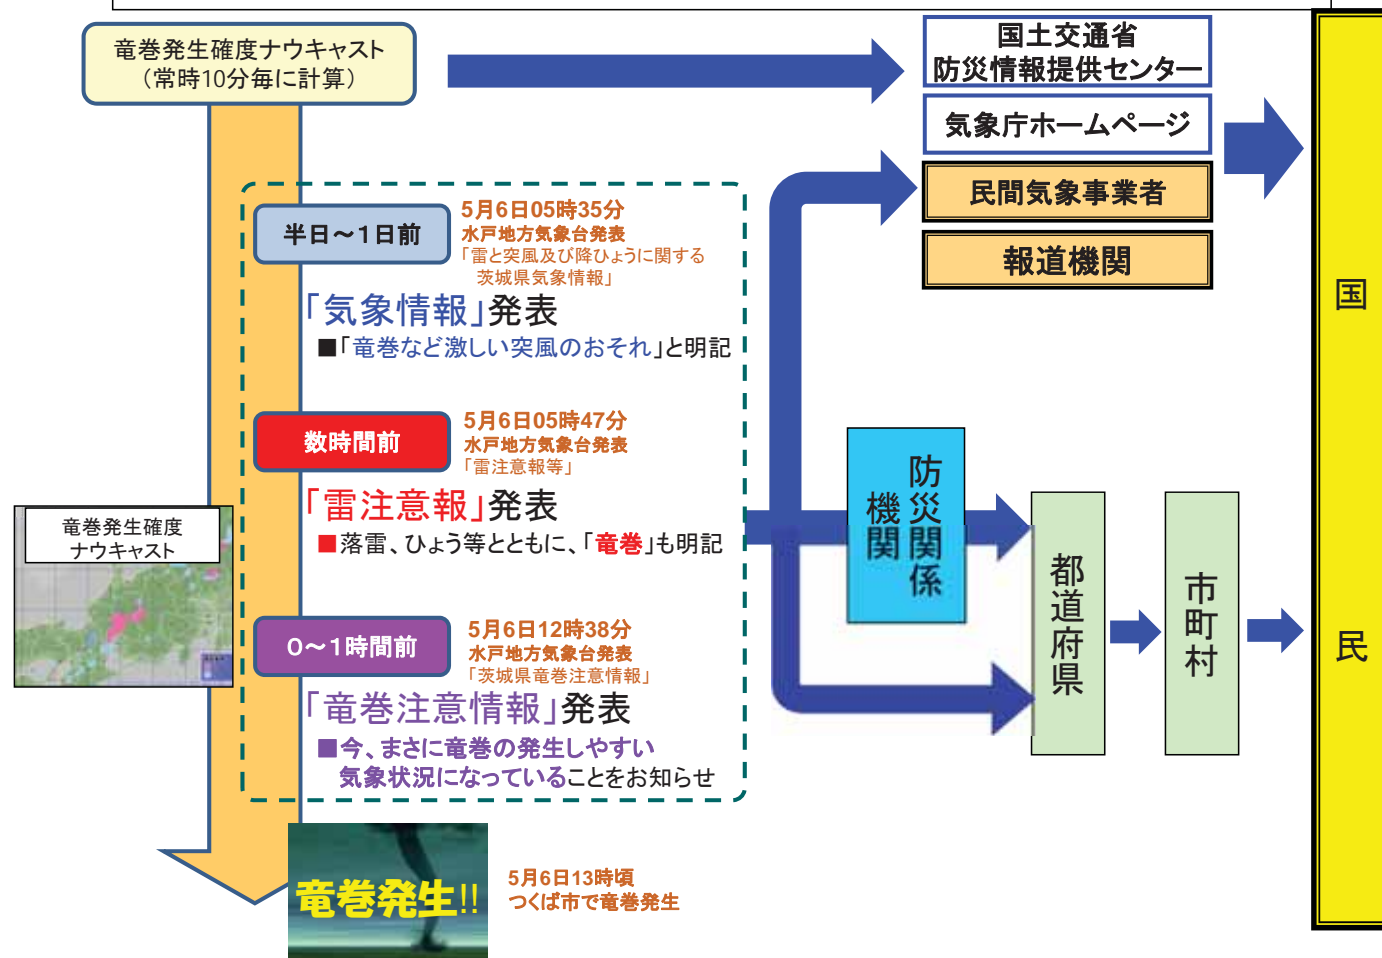 竜巻発生確度ナウキャスト
（常時10分毎に計算）
国土交通省
防災情報提供センター
気象庁ホームページ
民間気象事業者
報道機関
半日～1日前
5月6日05時35分
水戸地方気象台発表
「雷と突風及び降ひょうに関する
茨城県気象情報」
「気象情報」発表
■「竜巻など激しい突風のおそれ」と明記
数時間前
5月6日05時47分
水戸地方気象台発表
「雷注意報等」
「雷注意報」発表
■落雷、ひょう等とともに、「竜巻」も明記
竜巻発生確度
ナウキャスト
0～1時間前
5月6日12時38分
水戸地方気象台発表
「茨城県竜巻注意情報」
「竜巻注意情報」発表
■今、まさに竜巻の発生しやすい
気象状況になっていることをお知らせ
竜巻発生!!
5月6日13時頃
つくば市で竜巻発生
防災関係
機関
都道府県
市町村
国民